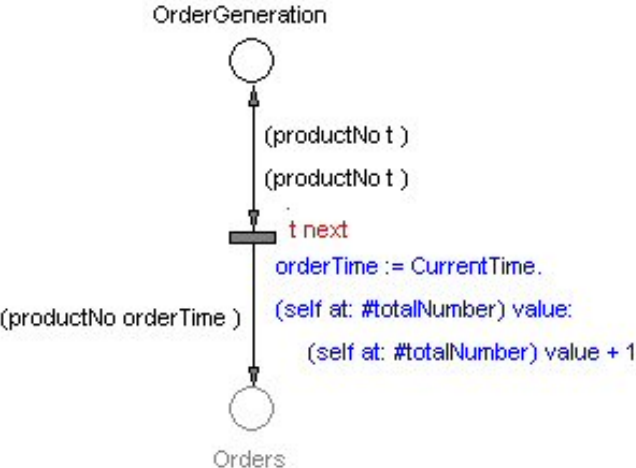 OrderGeneration
(productNo t )
(productNo t )
t next
orderTime := CurrentTime.
(productNo orderTime )
(self at: #totalNumber) value:
(self at: #totalNumber) value + 1
Orders